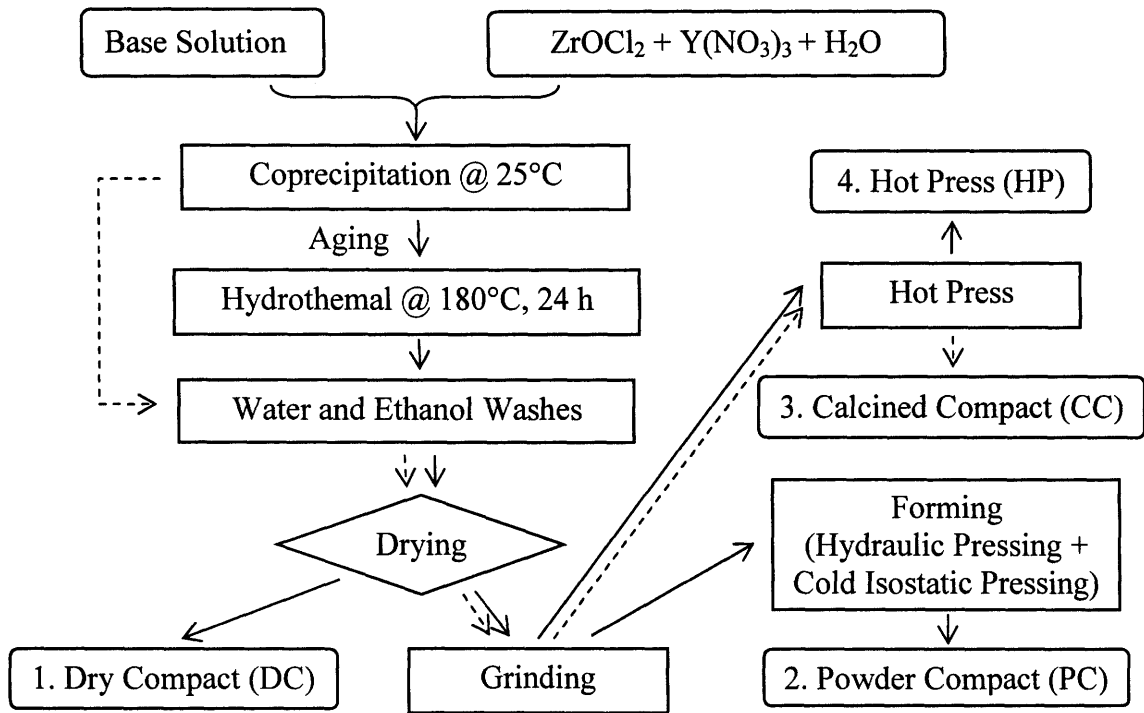 Base Solution
ZrOCl₂ + Y(NO₃)₃ + H₂O
Coprecipitation @ 25°C
Aging
Hydrothemal @ 180°C, 24 h
Water and Ethanol Washes
Drying
1. Dry Compact (DC)
Grinding
4. Hot Press (HP)
Hot Press
3. Calcined Compact (CC)
Forming
(Hydraulic Pressing +
Cold Isostatic Pressing)
2. Powder Compact (PC)